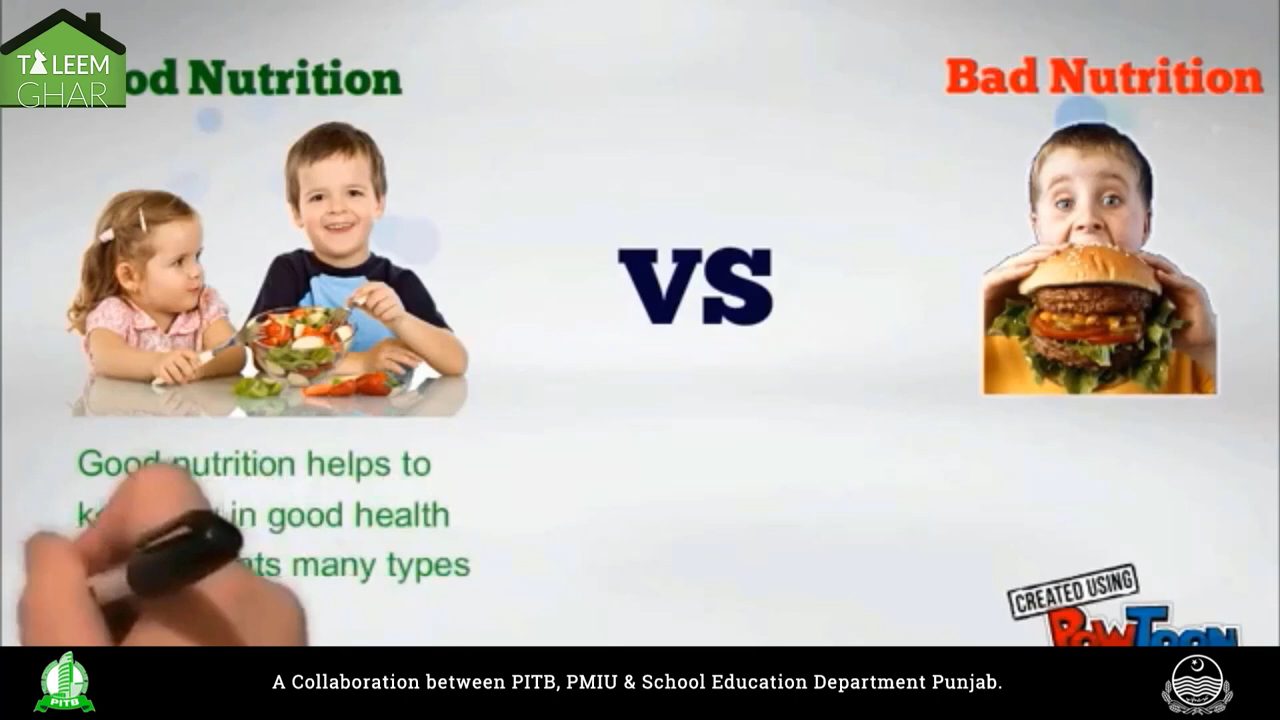 TALEEM
GHAR
Nutrition
Bad Nutrition
VS
Good nutrition helps to
in good health
many types
CREATED USING
POWTOON
PITB
A Collaboration between PITB, PMIU & School Education Department Punjab.